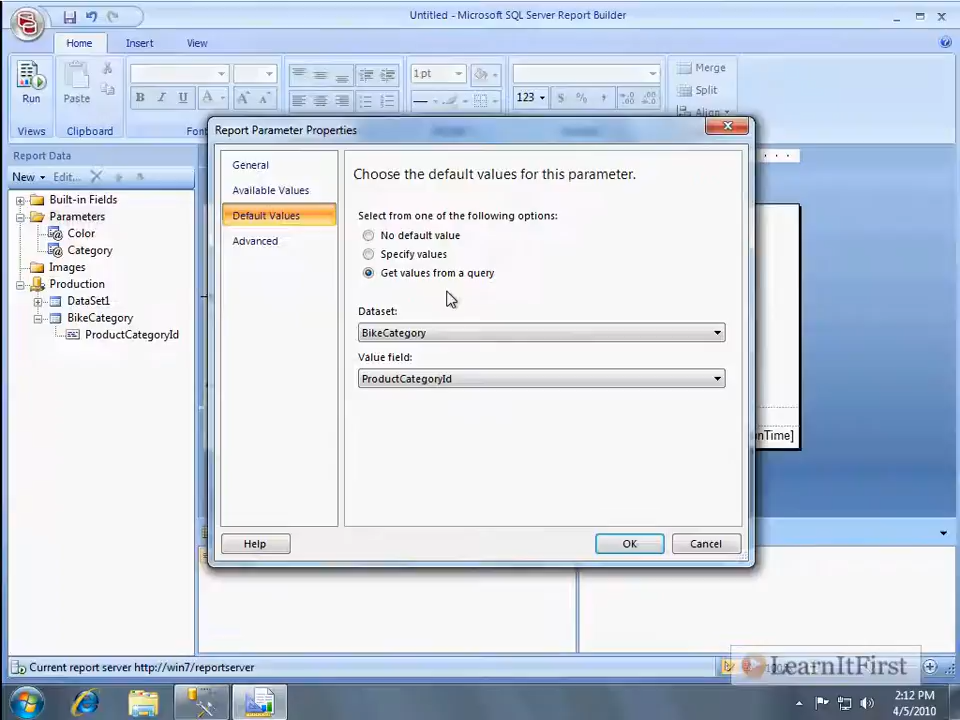 Untitled - Microsoft SQL Server Report Builder
Home Insert View
Run
Paste
1pt
Merge
Split
Align
B I U A A A
123 $ %
Views Clipboard Font
Report Data
New Edit...
Built-in Fields
Parameters
Color
Category
Images
Production
DataSet1
BikeCategory
ProductCategoryId
Report Parameter Properties
General
Available Values
Default Values
Advanced
Choose the default values for this parameter.
Select from one of the following options:
No default value
Specify values
Get values from a query
Dataset:
BikeCategory
Value field:
ProductCategoryId
Help OK Cancel
nTime]
Current report server http://win7/reportserver
LearnItFirst
2:12 PM
4/5/2010